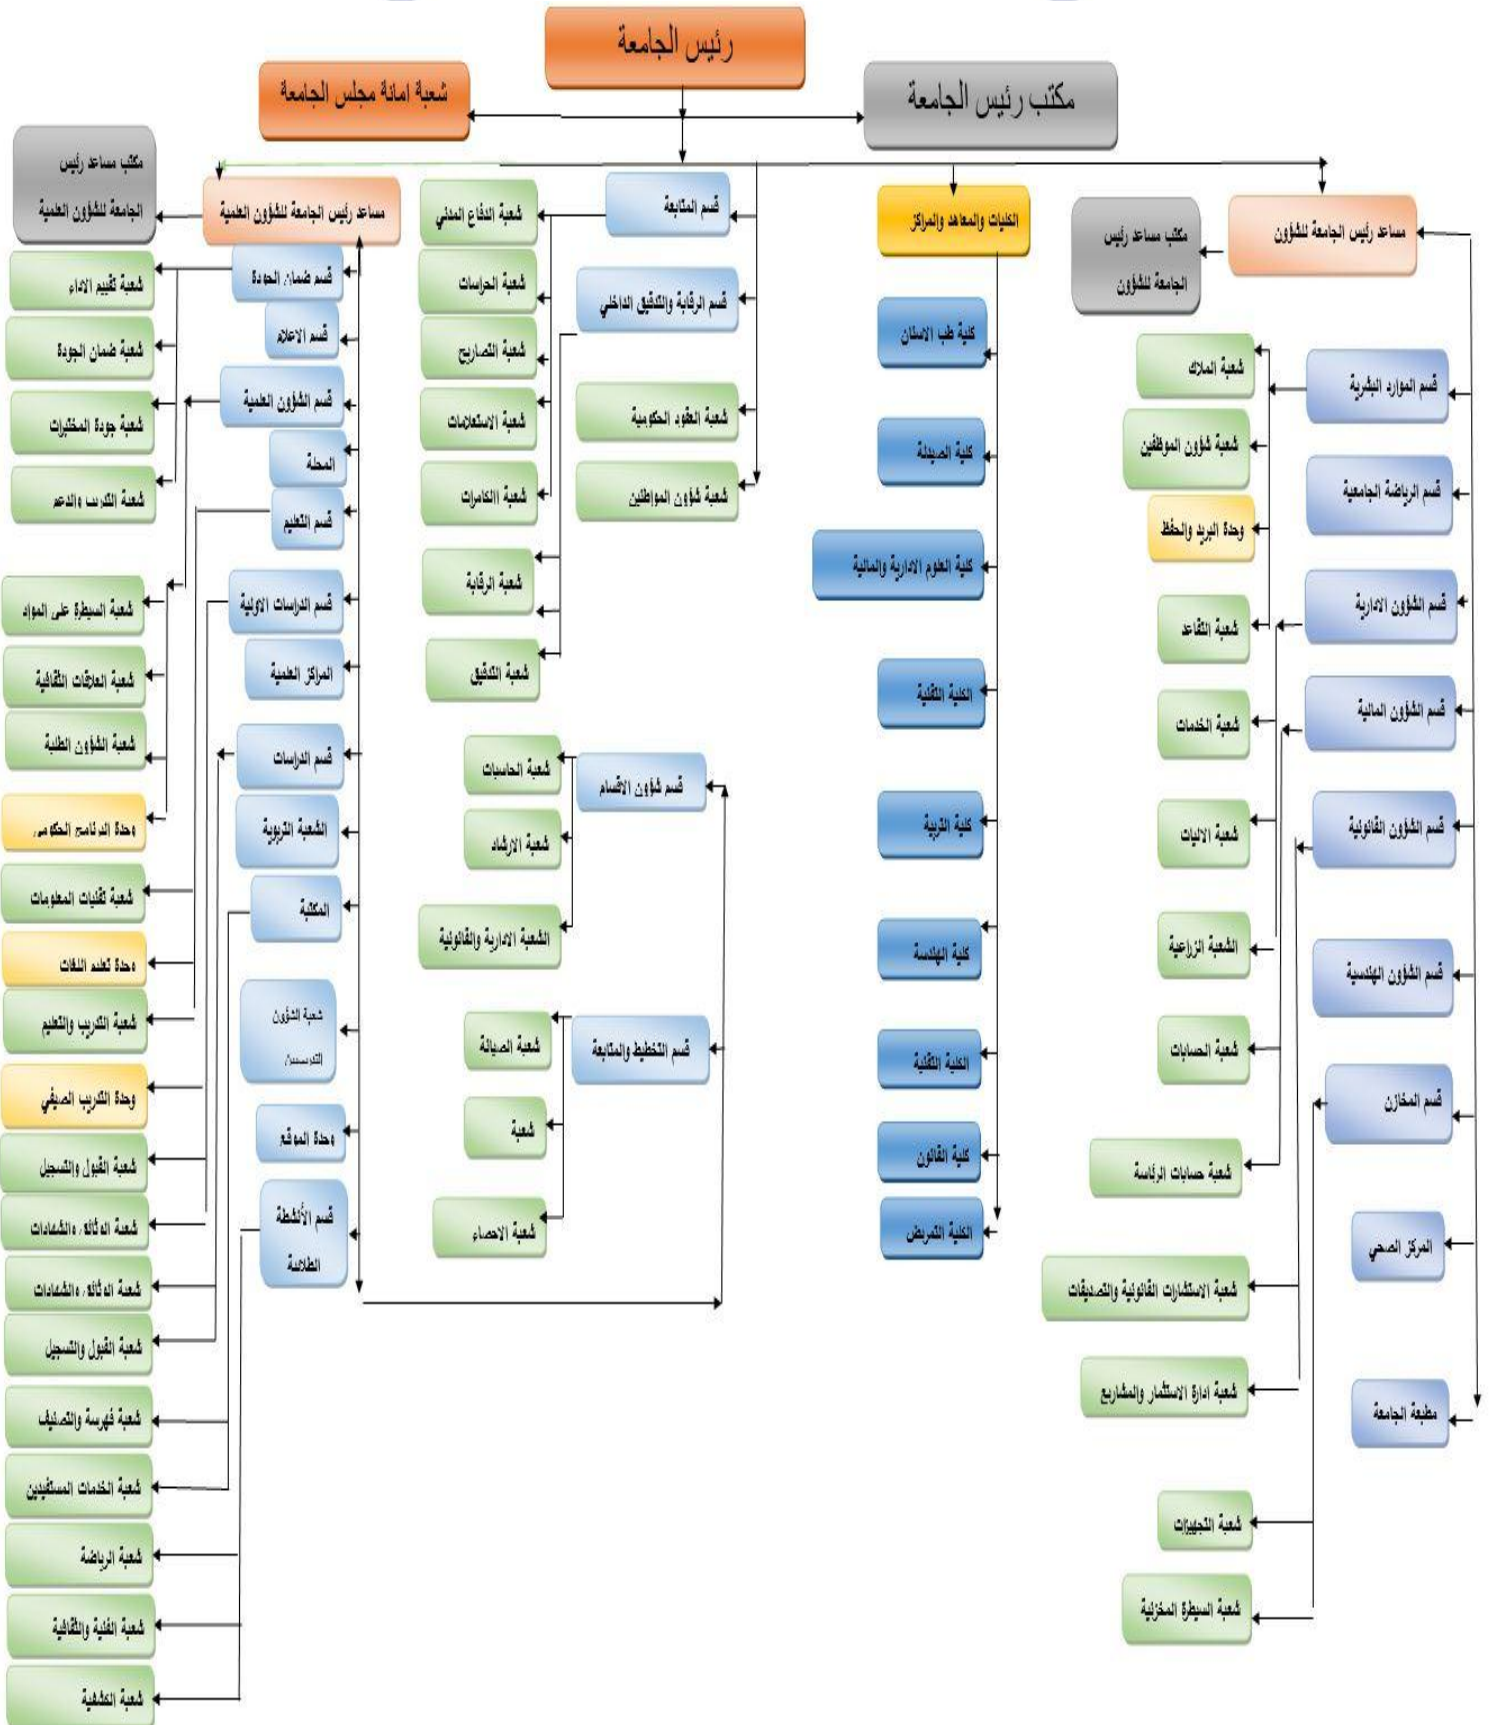 رئيس الجامعة
مكتب رئيس الجامعة
شعبة امانة مجلس الجامعة
مساعد رئيس الجامعة للشؤون
مكتب مساعد رئيس
الجامعة للشؤون
قسم الموارد البشرية
شعبة الملاك
شعبة شؤون الموظفين
وحدة البريد والحفظ
شعبة التقاعد
قسم الرياضة الجامعية
قسم الشؤون الادارية
شعبة الخدمات
شعبة الاليات
الشعبة الزراعية
قسم الشؤون المالية
شعبة الحسابات
شعبة حسابات الرئاسة
قسم الشؤون القانونية
شعبة الاستشارات القانونية والتصديقات
شعبة ادارة الاستثمار والمشاريع
قسم الشؤون الهندسية
قسم المخازن
شعبة التجهيزات
شعبة السيطرة المخزنية
المركز الصحي
مطبعة الجامعة
الكليات والمعاهد والمراكز
كلية طب الاسنان
كلية الصيدلة
كلية العلوم الادارية والمالية
الكلية التقنية
كلية التربية
كلية الهندسة
الكلية التقنية
كلية القانون
الكلية التمريض
قسم المتابعة
شعبة الدفاع المدني
شعبة الحراسات
شعبة التصاريح
شعبة الاستعلامات
شعبة االكامرات
قسم الرقابة والتدقيق الداخلي
شعبة الرقابة
شعبة التدقيق
شعبة العقود الحكومية
شعبة شؤون المواطنين
قسم شؤون الاقسام
شعبة الحاسبات
شعبة الارشاد
الشعبة الادارية والقانونية
قسم التخطيط والمتابعة
شعبة الصيانة
شعبة
شعبة الاحصاء
مساعد رئيس الجامعة للشؤون العلمية
مكتب مساعد رئيس
الجامعة للشؤون العلمية
قسم ضمان الجودة
شعبة تقييم الاداء
شعبة ضمان الجودة
شعبة جودة المختبرات
شعبة التدريب والدعم
قسم الاعلام
قسم الشؤون العلمية
شعبة السيطرة على المواد
شعبة العلاقات الثقافية
شعبة الشؤون الطلبة
وحدة البرنامج الحكومي
المجلة
قسم التعليم
شعبة تقنيات المعلومات
وحدة تعليم اللغات
شعبة التدريب والتعليم
وحدة التدريب الصيفي
قسم الدراسات الاولية
شعبة القبول والتسجيل
شعبة الوثائق والشهادات
المراكز العلمية
قسم الدراسات
شعبة الوثائق والشهادات
شعبة القبول والتسجيل
الشعبة التربوية
المكتبة
شعبة فهرسة والتصنيف
شعبة الخدمات المستفيدين
شعبة الشؤون
التدريسيين
وحدة الموقع
قسم الأنشطة
الطلابية
شعبة الرياضة
شعبة الفنية والثقافية
شعبة الكشفية